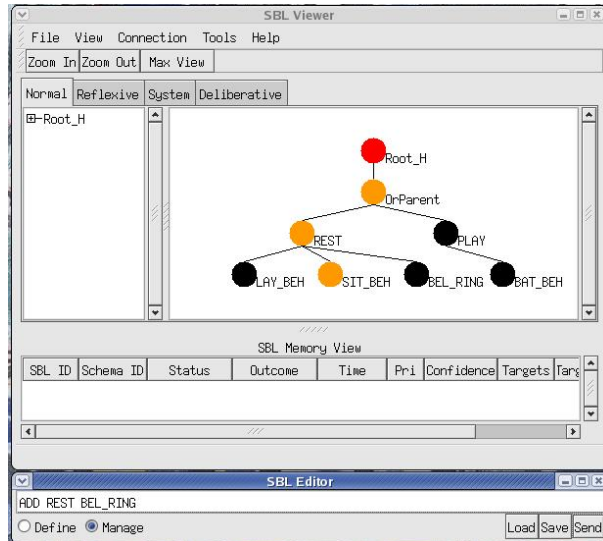 SBL Viewer
File View Connection Tools Help
Zoom In Zoom Out Max View
Normal Reflexive System Deliberative
Root_H
Root_H
OrParent
REST PLAY
LAY_BEH SIT_BEH BEL_RING BAT_BEH
SBL Memory View
SBL ID Schema ID Status Outcome Time Pri Confidence Targets Targ
SBL Editor
ADD REST BEL_RING
Define Manage Load Save Send